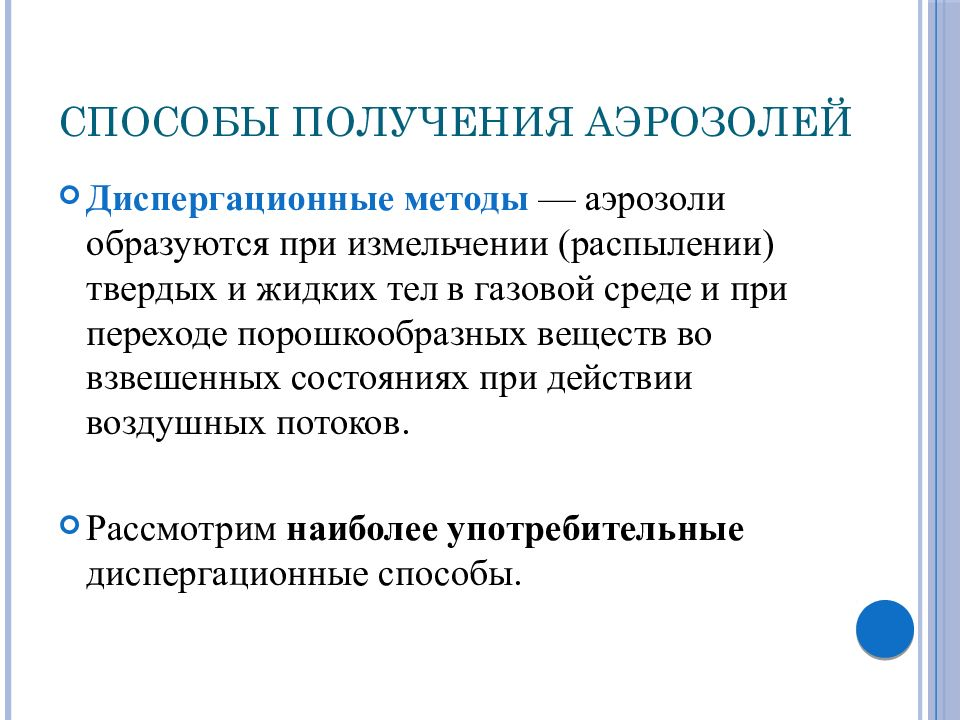 СПОСОБЫ ПОЛУЧЕНИЯ АЭРОЗОЛЕЙ
Диспергационные методы — аэрозоли
образуются при измельчении (распылении)
твердых и жидких тел в газовой среде и при
переходе порошкообразных веществ во
взвешенных состояниях при действии
воздушных потоков.
Рассмотрим наиболее употребительные
диспергационные способы.